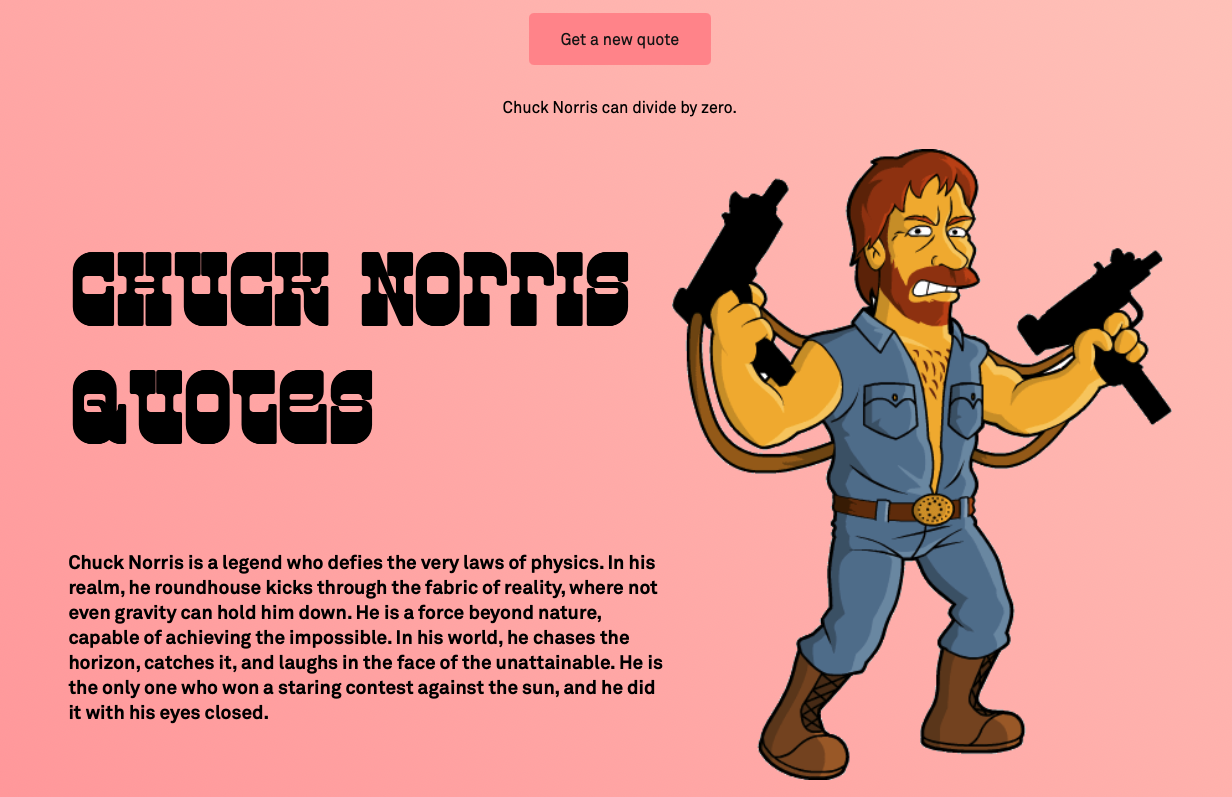 Get a new quote
Chuck Norris can divide by zero.
CHUCK NORRIS
QUOTES
Chuck Norris is a legend who defies the very laws of physics. In his
realm, he roundhouse kicks through the fabric of reality, where not
even gravity can hold him down. He is a force beyond nature,
capable of achieving the impossible. In his world, he chases the
horizon, catches it, and laughs in the face of the unattainable. He is
the only one who won a staring contest against the sun, and he did
it with his eyes closed.